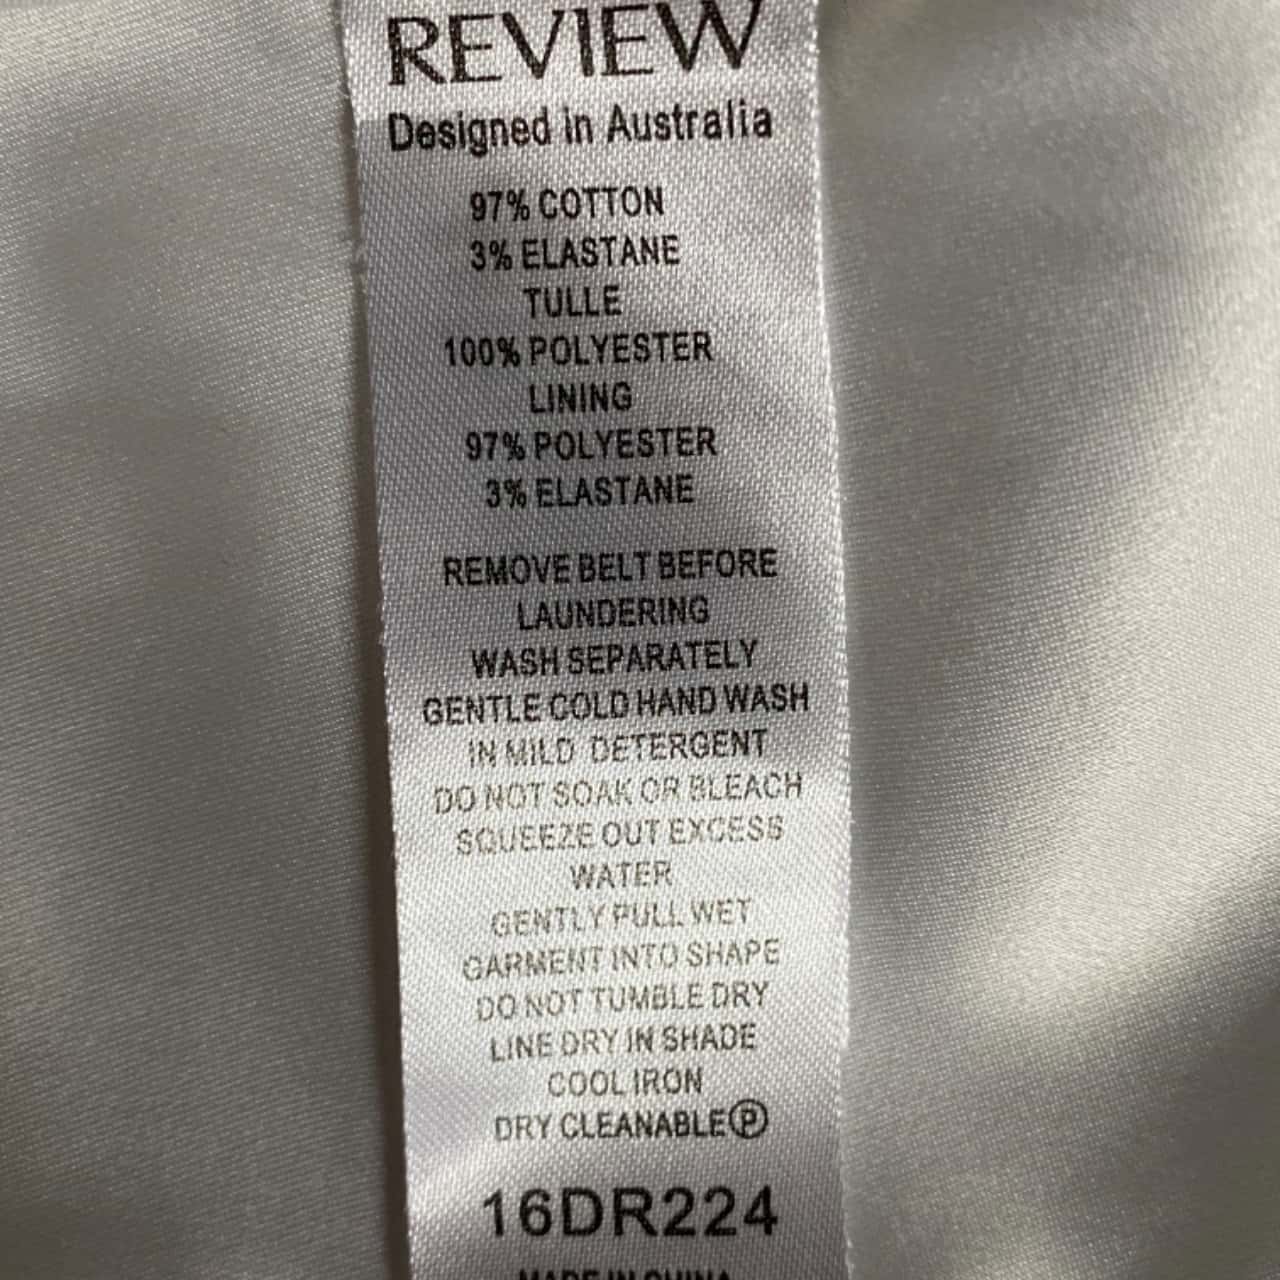 REVIEW
Designed in Australia
97% COTTON
3% ELASTANE
TULLE
100% POLYESTER
LINING
97% POLYESTER
3% ELASTANE
REMOVE BELT BEFORE
LAUNDERING
WASH SEPARATELY
GENTLE COLD HAND WASH
IN MILD DETERGENT
DO NOT SOAK OR BLEACH
SQUEEZE OUT EXCESS
WATER
GENTLY PULL WET
GARMENT INTO SHAPE
DO NOT TUMBLE DRY
LINE DRY IN SHADE
COOL IRON
DRY CLEANABLE Ⓟ
16DR224
MADE IN CHINA